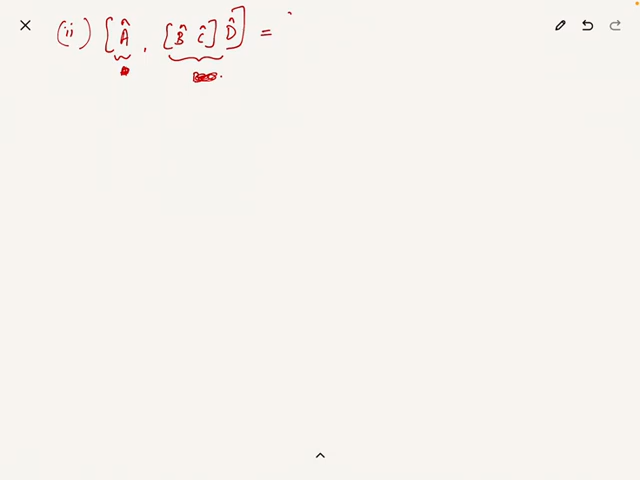 (ii) [Â , [B̂ Ĉ] D̂] =